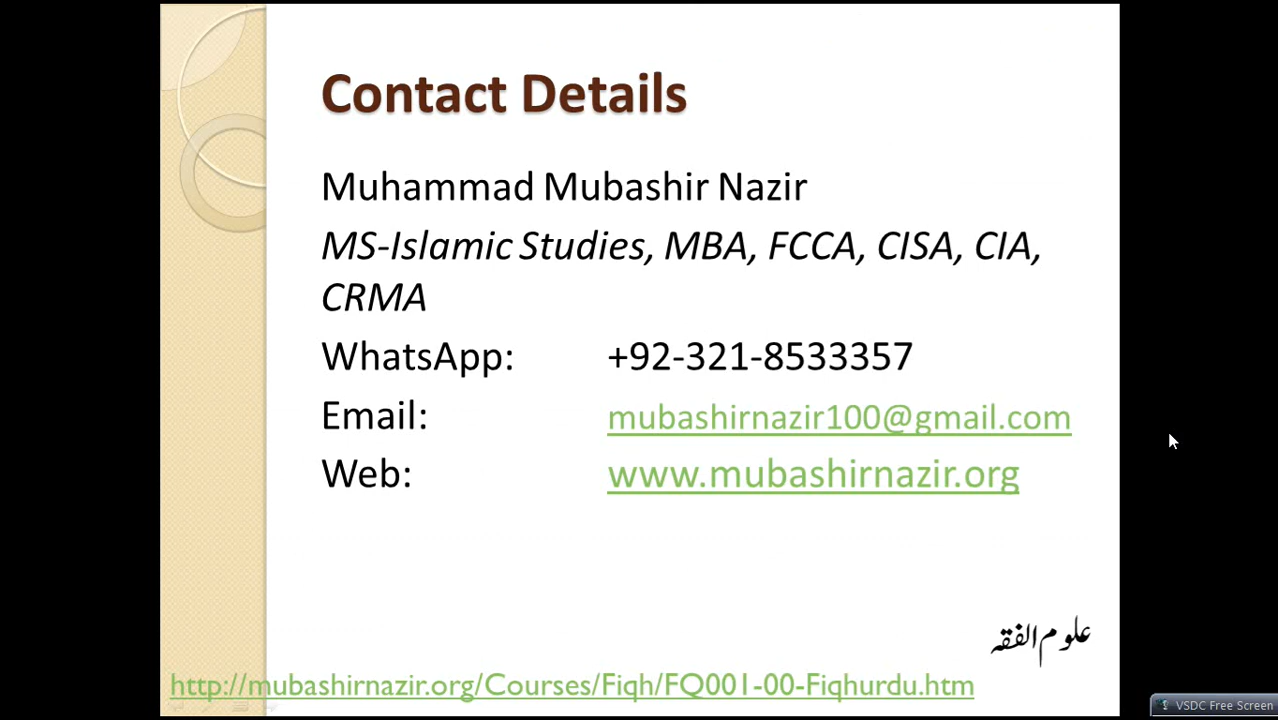 Contact Details
Muhammad Mubashir Nazir
MS-Islamic Studies, MBA, FCCA, CISA, CIA,
CRMA
WhatsApp: +92-321-8533357
Email: mubashirnazir100@gmail.com
Web: www.mubashirnazir.org
علوم الفقہ
http://mubashirnazir.org/Courses/Fiqh/FQ001-00-Fiqhurdu.htm
VSDC Free Screen